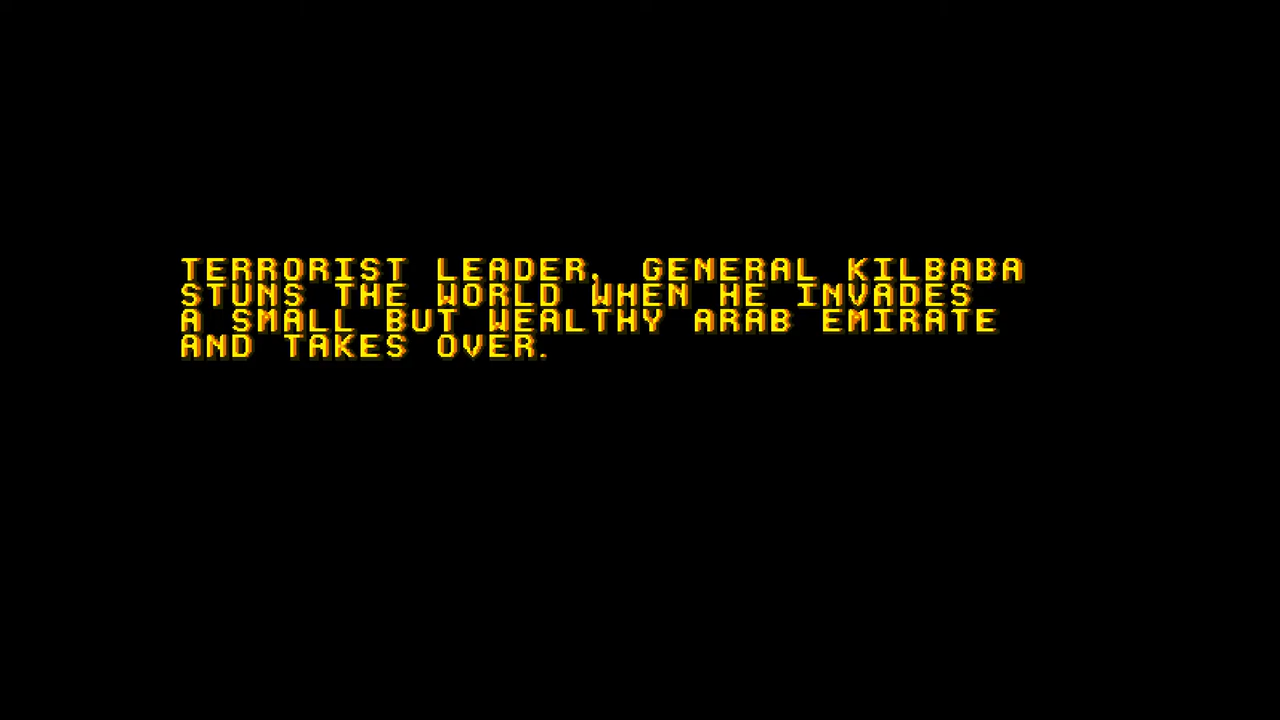 TERRORIST LEADER, GENERAL KILBABA
STUNS THE WORLD WHEN HE INVADES
A SMALL BUT WEALTHY ARAB EMIRATE
AND TAKES OVER.